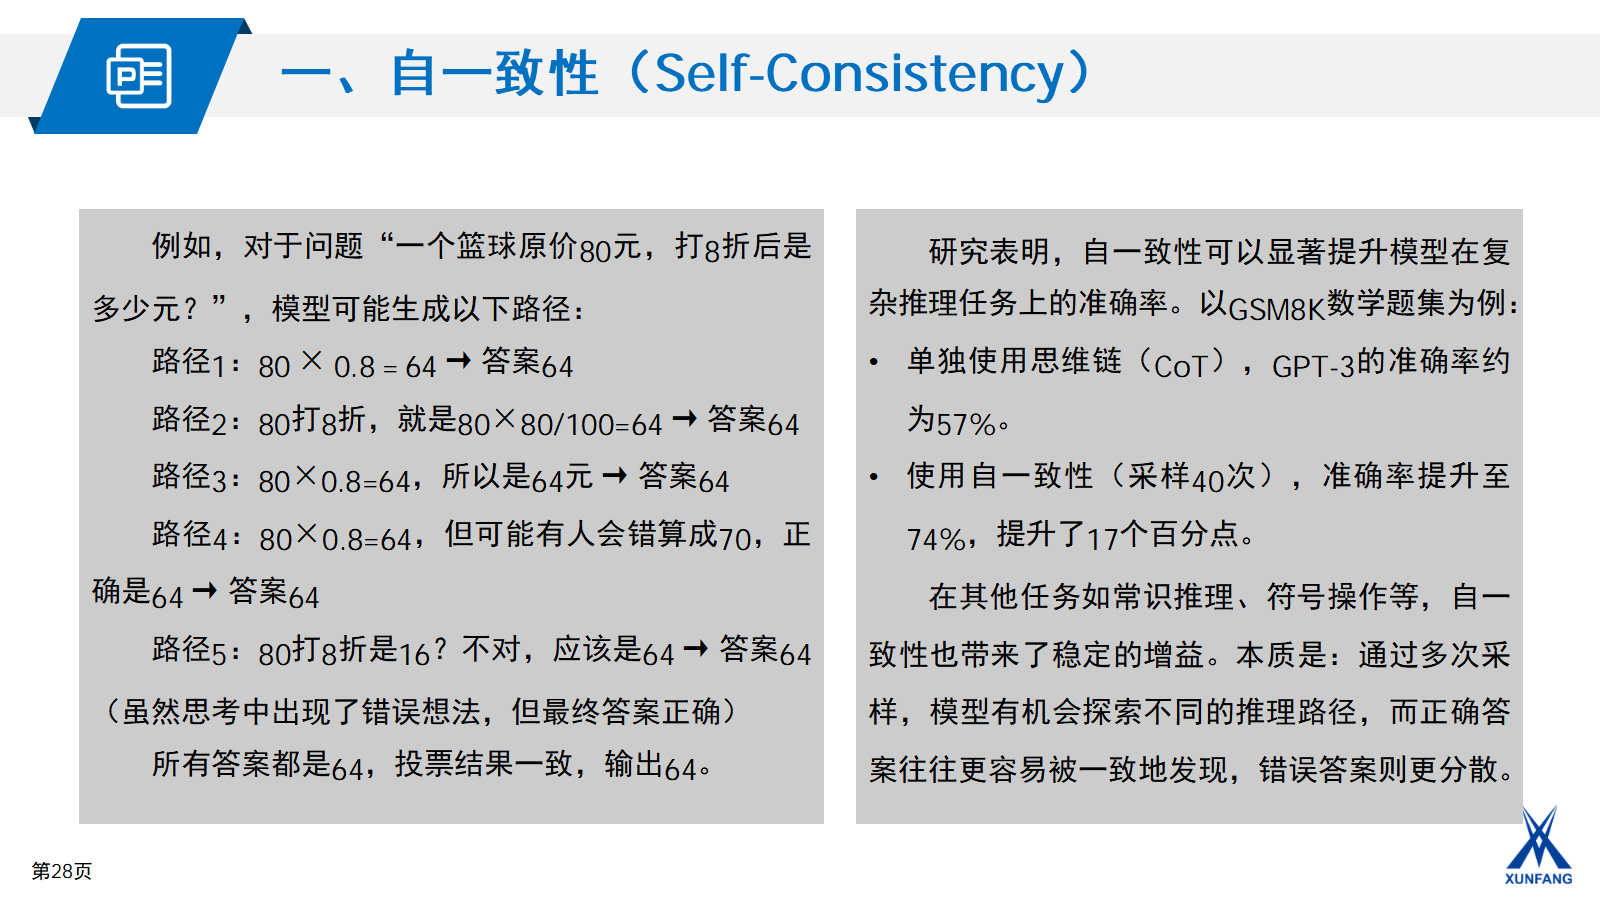 一、自一致性（Self-Consistency）
例如，对于问题“一个篮球原价80元，打8折后是
多少元？”，模型可能生成以下路径：
路径1：80 × 0.8 = 64 → 答案64
路径2：80打8折，就是80×80/100=64 → 答案64
路径3：80×0.8=64，所以是64元 → 答案64
路径4：80×0.8=64，但可能有人会错算成70，正
确是64 → 答案64
路径5：80打8折是16？不对，应该是64 → 答案64
（虽然思考中出现了错误想法，但最终答案正确）
所有答案都是64，投票结果一致，输出64。
研究表明，自一致性可以显著提升模型在复
杂推理任务上的准确率。以GSM8K数学题集为例：
• 单独使用思维链（CoT），GPT-3的准确率约
为57%。
• 使用自一致性（采样40次），准确率提升至
74%，提升了17个百分点。
在其他任务如常识推理、符号操作等，自一
致性也带来了稳定的增益。本质是：通过多次采
样，模型有机会探索不同的推理路径，而正确答
案往往更容易被一致地发现，错误答案则更分散。
第28页
XUNFANG